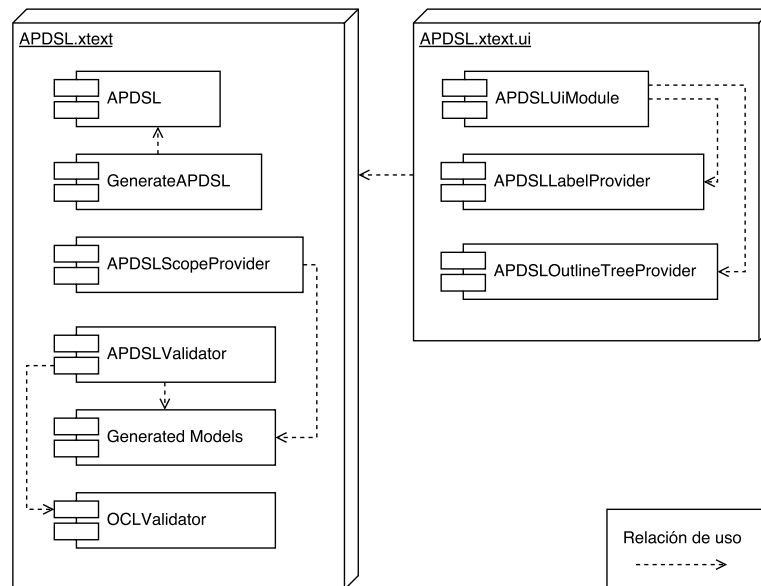 APDSL.xtext
APDSL
GenerateAPDSL
APDSLScopeProvider
APDSLValidator
Generated Models
OCLValidator
APDSL.xtext.ui
APDSLUiModule
APDSLLabelProvider
APDSLOutlineTreeProvider
Relación de uso